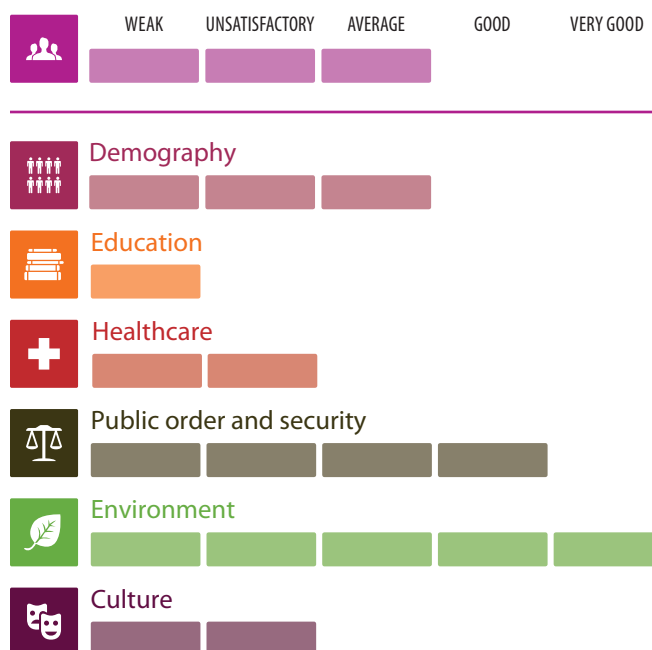 WEAK UNSATISFACTORY AVERAGE GOOD VERY GOOD
Demography
Education
Healthcare
Public order and security
Environment
Culture